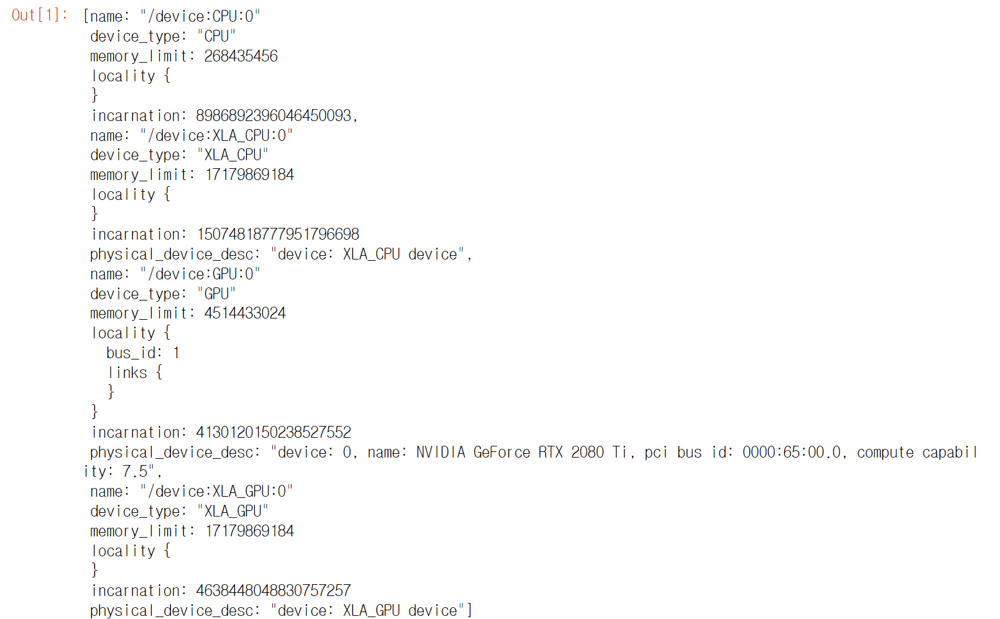 Out[1]: [name: "/device:CPU:0"
device_type: "CPU"
memory_limit: 268435456
locality {
}
incarnation: 8986892396046450093,
name: "/device:XLA_CPU:0"
device_type: "XLA_CPU"
memory_limit: 17179869184
locality {
}
incarnation: 15074818777951796698
physical_device_desc: "device: XLA_CPU device",
name: "/device:GPU:0"
device_type: "GPU"
memory_limit: 4514433024
locality {
bus_id: 1
links {
}
}
incarnation: 4130120150238527552
physical_device_desc: "device: 0, name: NVIDIA GeForce RTX 2080 Ti, pci bus id: 0000:65:00.0, compute capabil
ity: 7.5",
name: "/device:XLA_GPU:0"
device_type: "XLA_GPU"
memory_limit: 17179869184
locality {
}
incarnation: 4638448048830757257
physical_device_desc: "device: XLA_GPU device"]